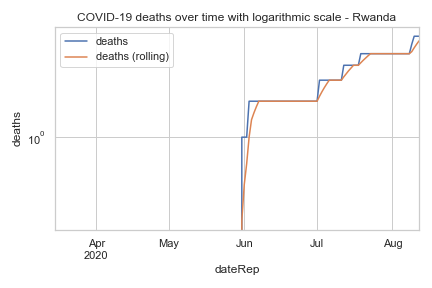 COVID-19 deaths over time with logarithmic scale - Rwanda
deaths
deaths (rolling)
deaths
10⁰
Apr
2020
May
Jun
Jul
Aug
dateRep